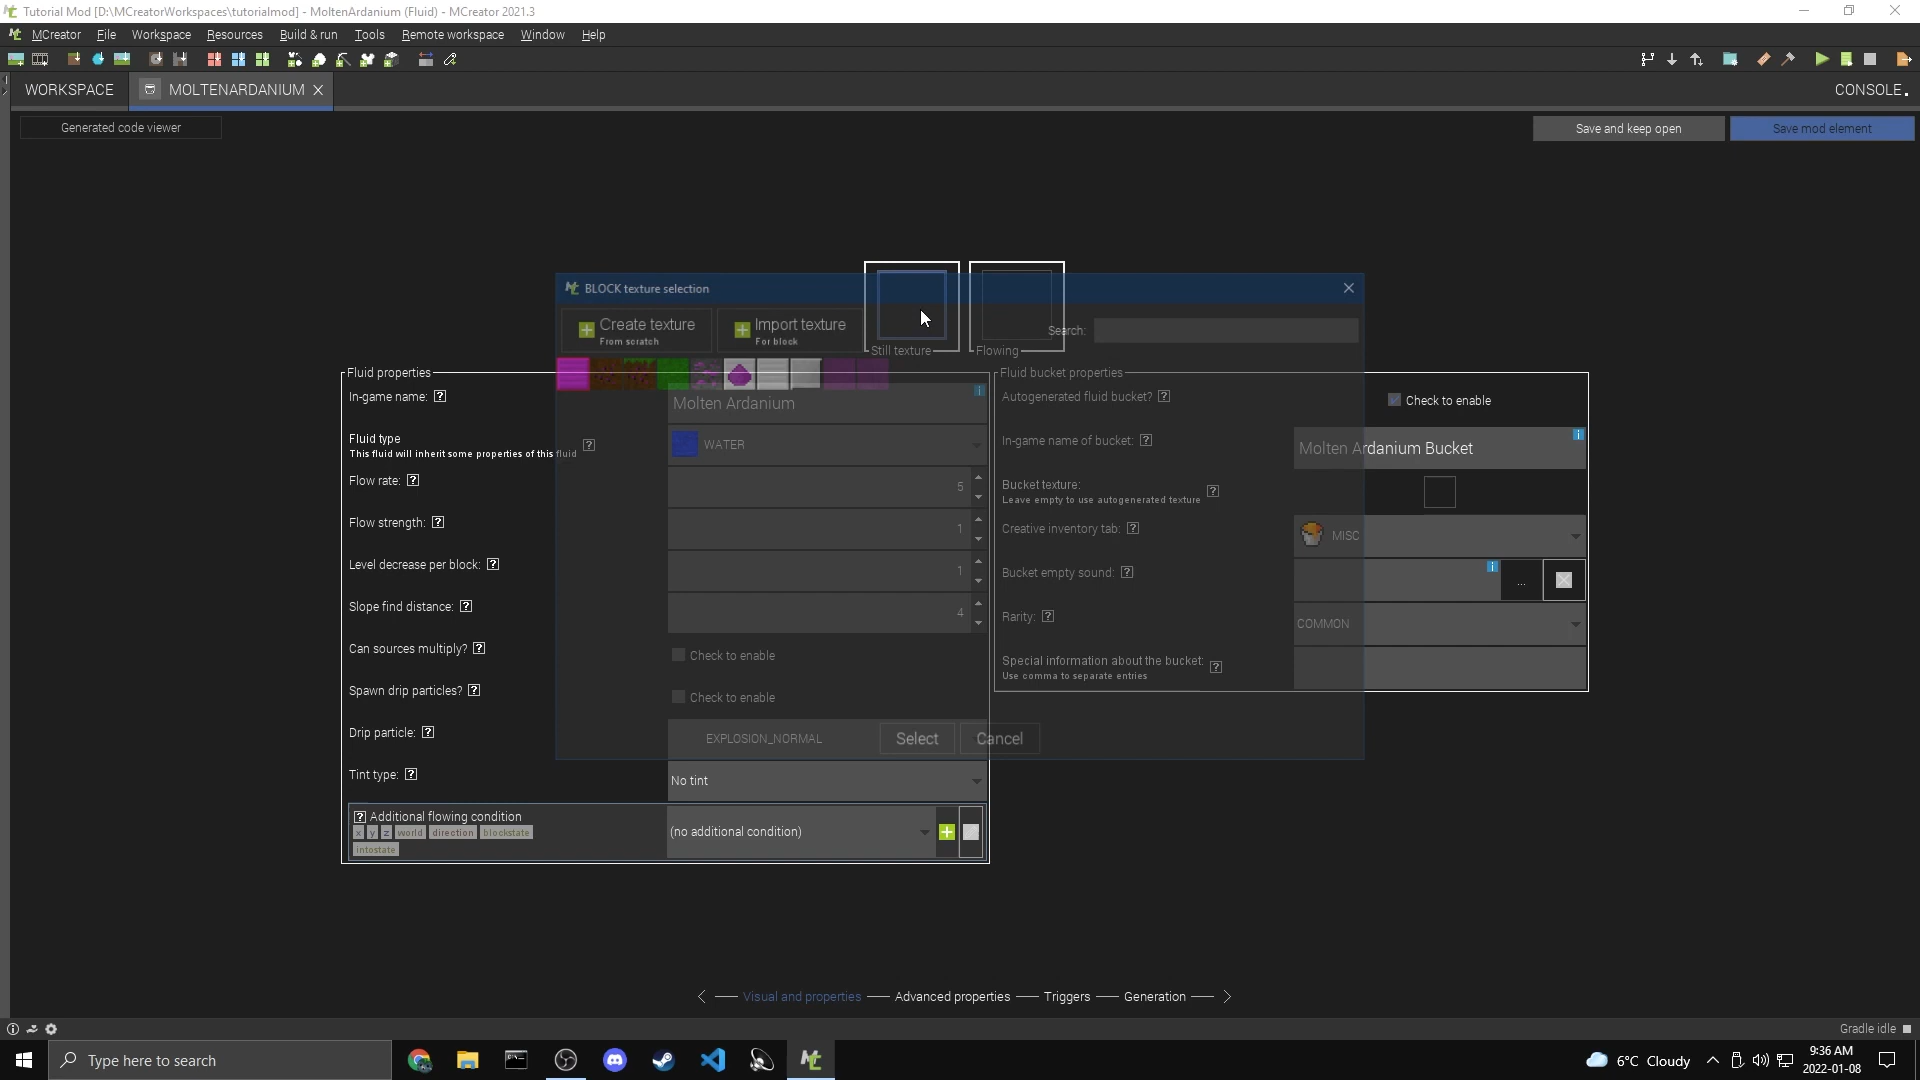 Tutorial Mod [D:\MCreatorWorkspaces\tutorialmod] - MoltenArdanium (Fluid) - MCreator 2021.3
MCreator File Workspace Resources Build & run Tools Remote workspace Window Help
WORKSPACE MOLTENARDANIUM CONSOLE
Generated code viewer Save and keep open Save mod element
BLOCK texture selection
Create texture
From scratch
Import texture
For block
Search:
Still texture Flowing
Fluid properties
In-game name: ? Molten Ardanium
Fluid type
This fluid will inherit some properties of this fluid ? WATER
Flow rate: ? 5
Flow strength: ? 1
Level decrease per block: ? 1
Slope find distance: ? 4
Can sources multiply? ? Check to enable
Spawn drip particles? ? Check to enable
Drip particle: ? EXPLOSION_NORMAL
Tint type: ? No tint
? Additional flowing condition
x y z world direction blockstate
intostate
(no additional condition)
Fluid bucket properties
Autogenerated fluid bucket? ? Check to enable
In-game name of bucket: ? Molten Ardanium Bucket
Bucket texture:
Leave empty to use autogenerated texture ?
Creative inventory tab: ? MISC
Bucket empty sound: ? ...
Rarity: ? COMMON
Special information about the bucket:
Use comma to separate entries ?
Select Cancel
Visual and properties Advanced properties Triggers Generation
Gradle idle
Type here to search
6°C Cloudy
9:36 AM
2022-01-08